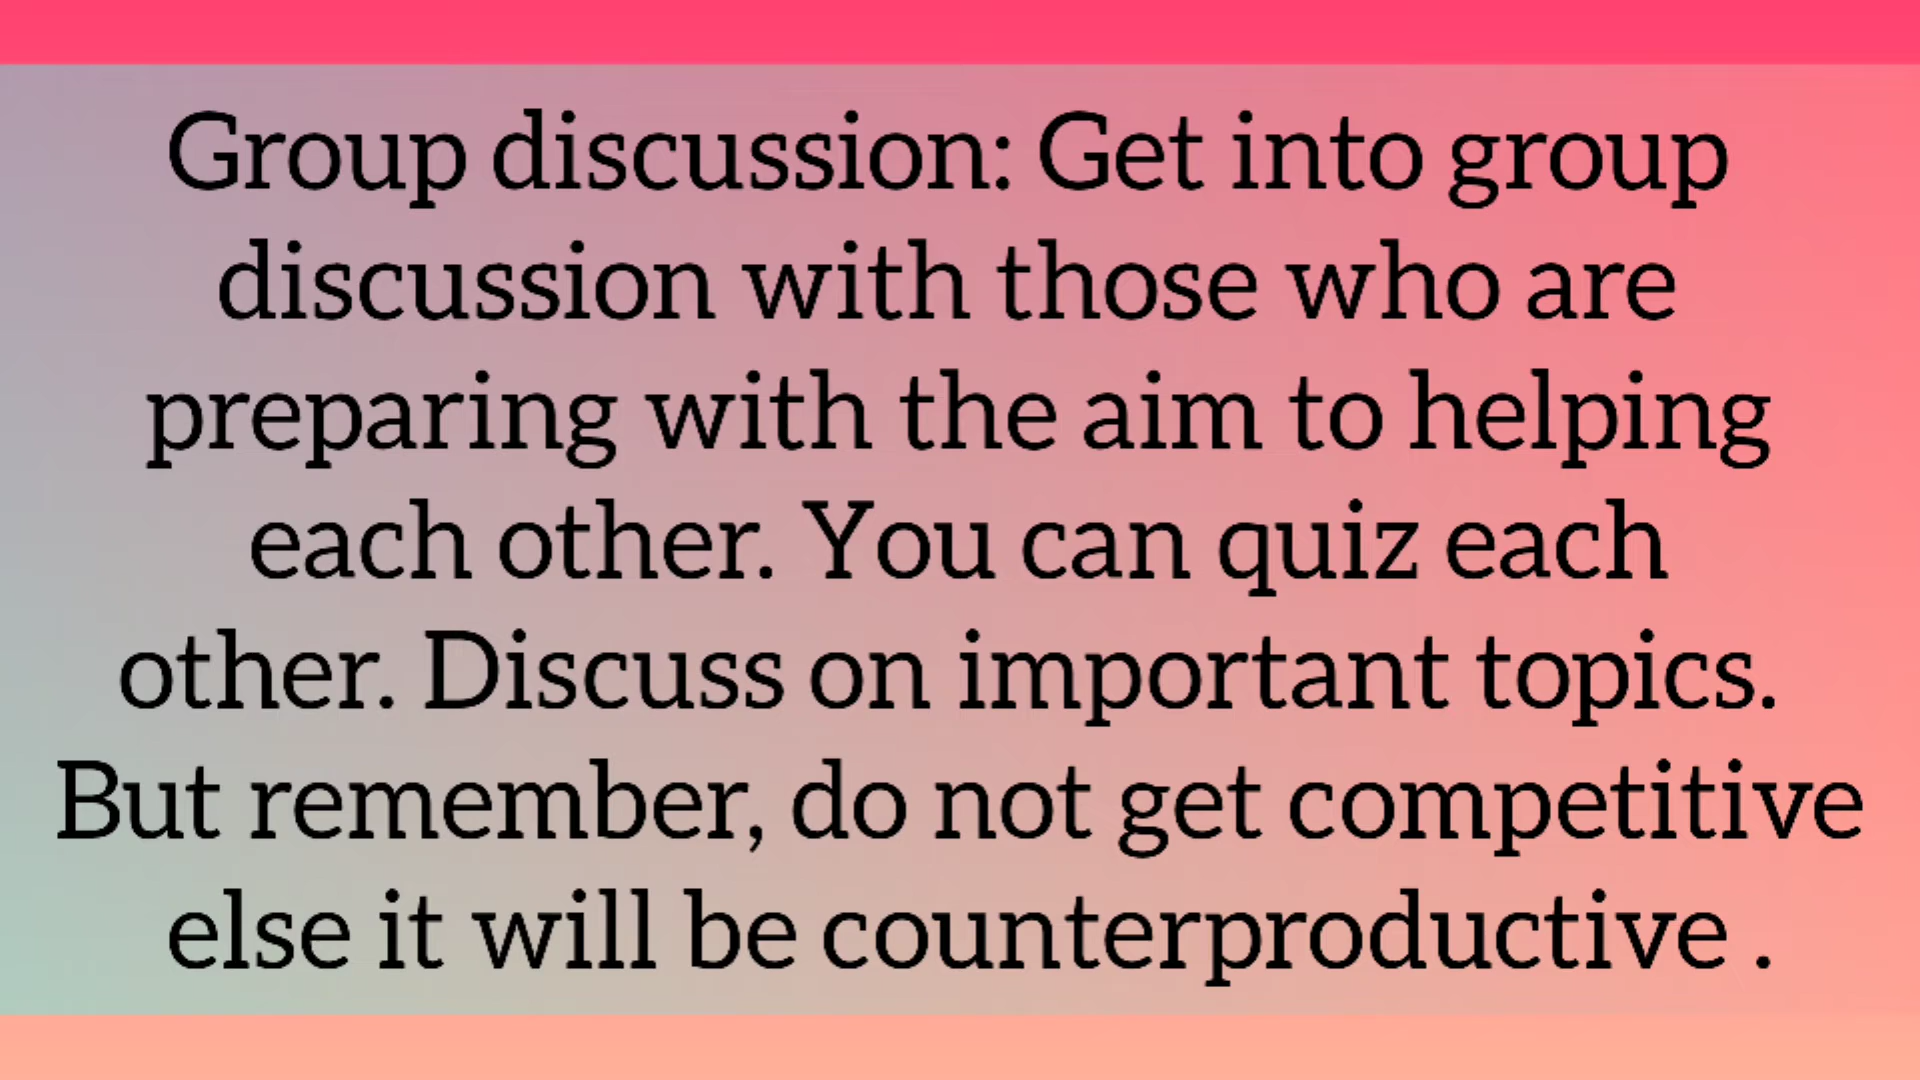 Group discussion: Get into group
discussion with those who are
preparing with the aim to helping
each other. You can quiz each
other. Discuss on important topics.
But remember, do not get competitive
else it will be counterproductive .